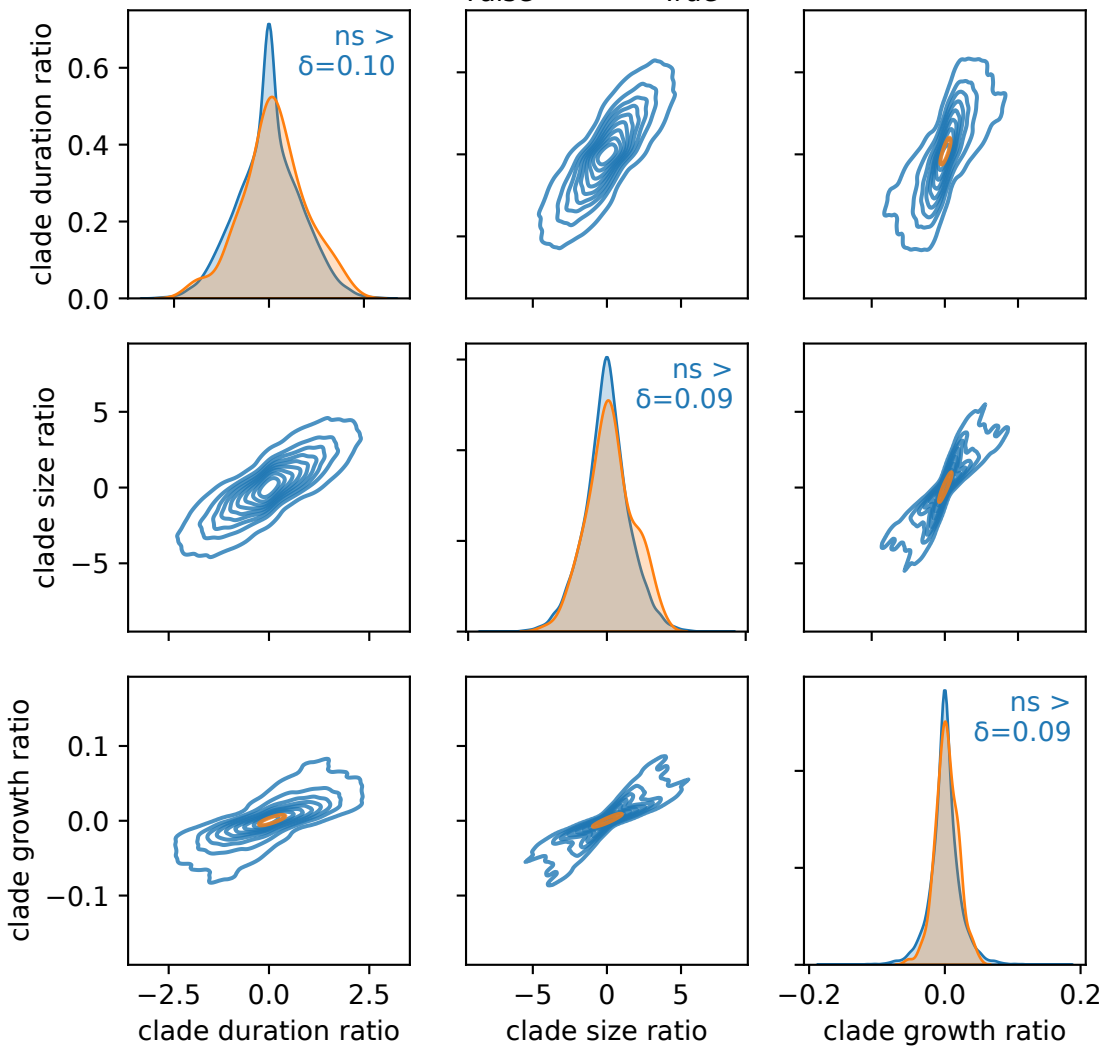 clade duration ratio
0.6
0.4
0.2
0.0
ns >
δ=0.10
clade size ratio
5
0
−5
ns >
δ=0.09
clade growth ratio
0.1
0.0
−0.1
ns >
δ=0.09
−2.5 0.0 2.5
−5 0 5
−0.2 0.0 0.2
clade duration ratio
clade size ratio
clade growth ratio